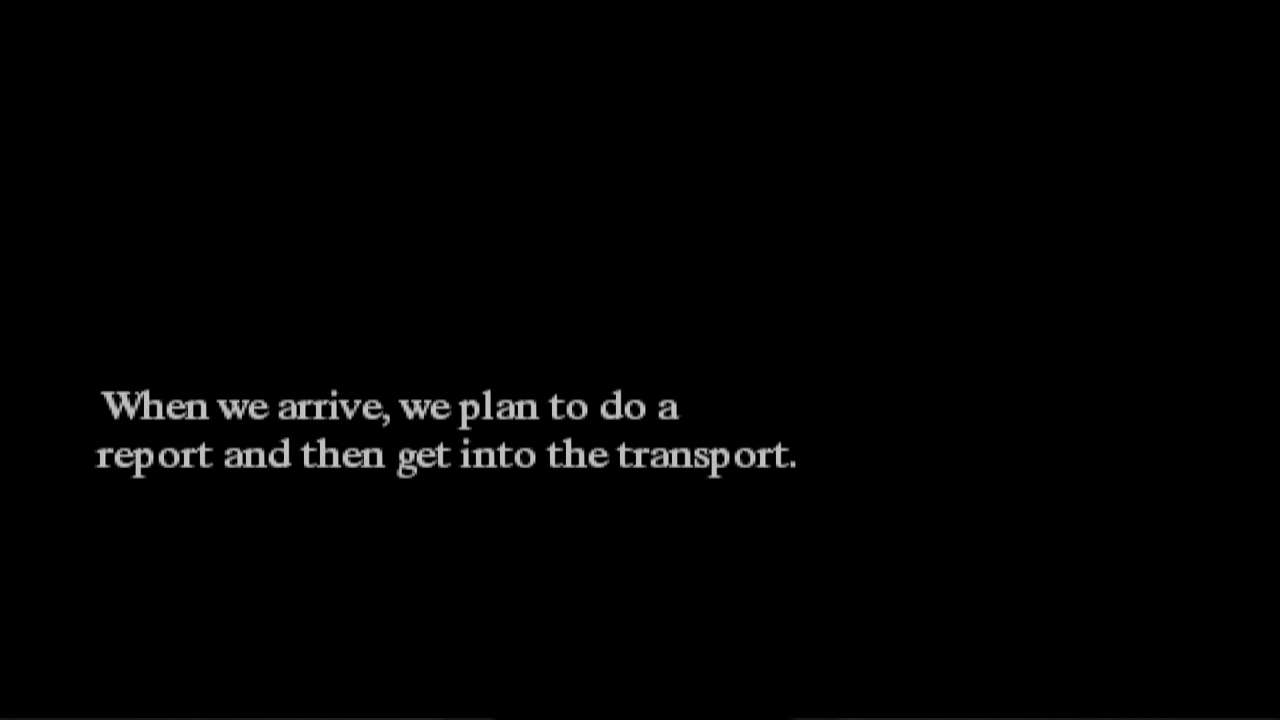 When we arrive, we plan to do a
report and then get into the transport.